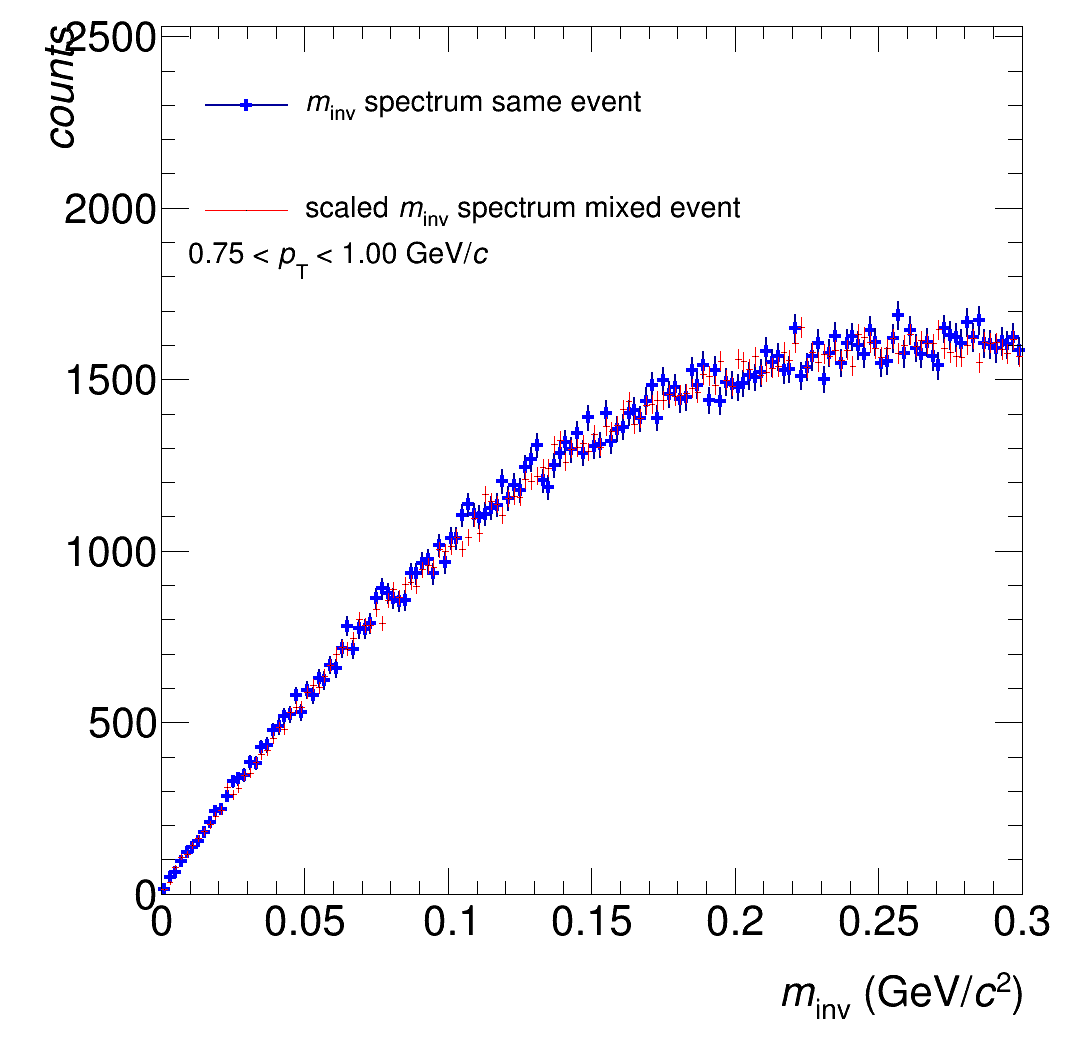 counts
2500
2000
1500
1000
500
0
m_inv spectrum same event
scaled m_inv spectrum mixed event
0.75 < p_T < 1.00 GeV/c
0 0.05 0.1 0.15 0.2 0.25 0.3
m_inv (GeV/c²)